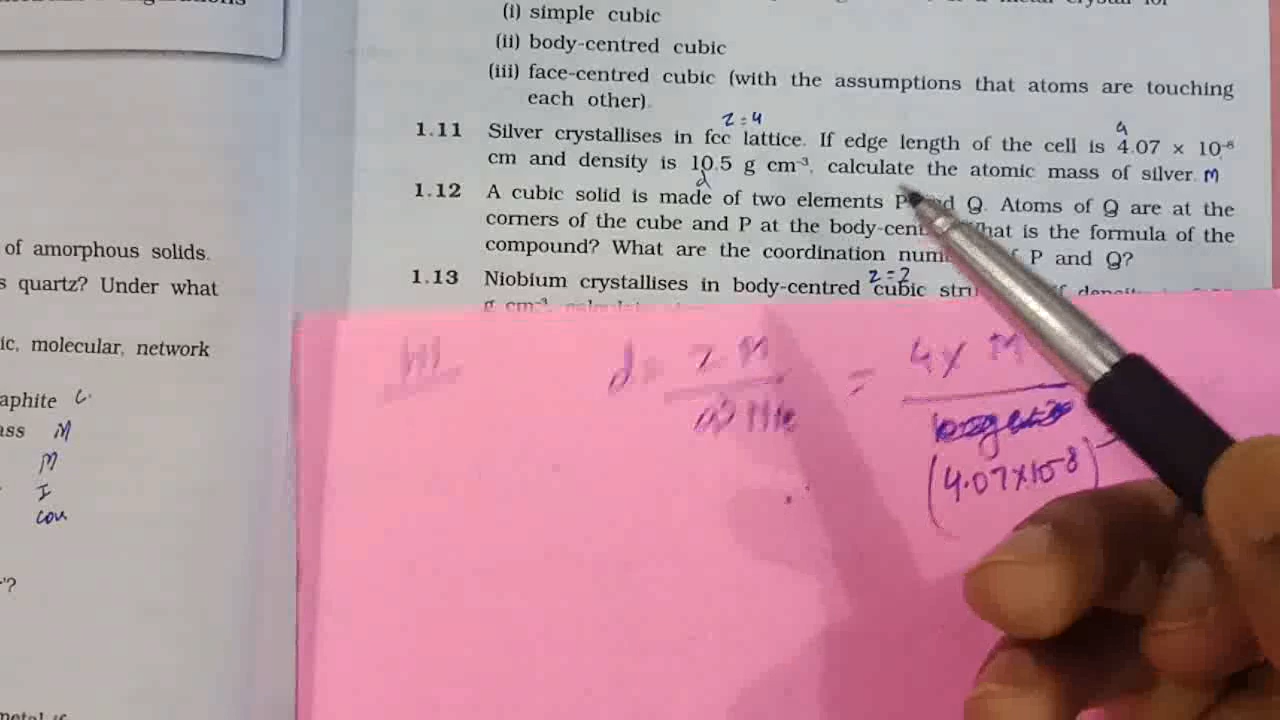 (i) simple cubic
(ii) body-centred cubic
(iii) face-centred cubic (with the assumptions that atoms are touching
each other).
z = 4
a
1.11 Silver crystallises in fcc lattice. If edge length of the cell is 4.07 × 10⁻⁸
cm and density is 10.5 g cm⁻³, calculate the atomic mass of silver. M
d
1.12 A cubic solid is made of two elements P and Q. Atoms of Q are at the
corners of the cube and P at the body-centre. What is the formula of the
compound? What are the coordination of P and Q?
z = 2
1.13 Niobium crystallises in body-centred cubic
g cm⁻³,
of amorphous solids.
quartz? Under what
molecular, network
C
M
M
I
cov
d = z M = 4 × M
(4.07×10-8)